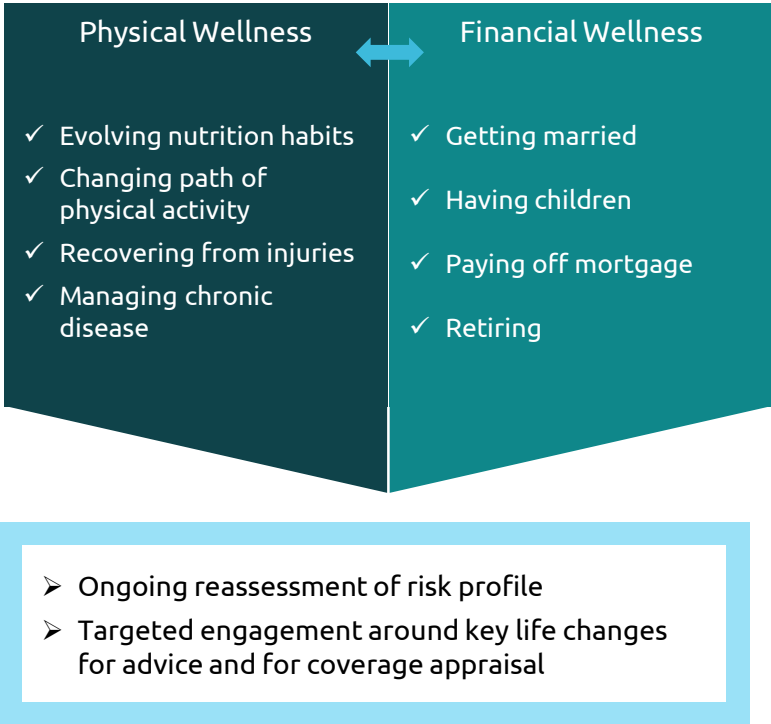 Physical Wellness
✓ Evolving nutrition habits
✓ Changing path of
physical activity
✓ Recovering from injuries
✓ Managing chronic
disease
Financial Wellness
✓ Getting married
✓ Having children
✓ Paying off mortgage
✓ Retiring
➢ Ongoing reassessment of risk profile
➢ Targeted engagement around key life changes
for advice and for coverage appraisal